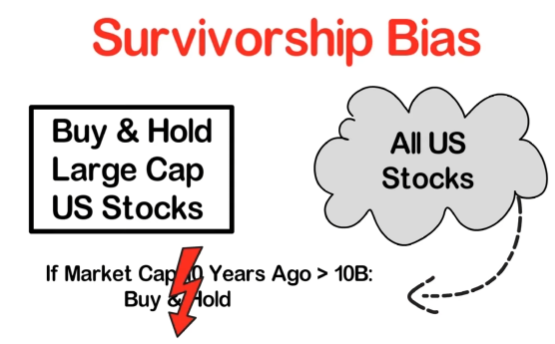 Survivorship Bias
Buy & Hold
Large Cap
US Stocks
All US
Stocks
If Market Cap 10 Years Ago > 10B:
Buy & Hold